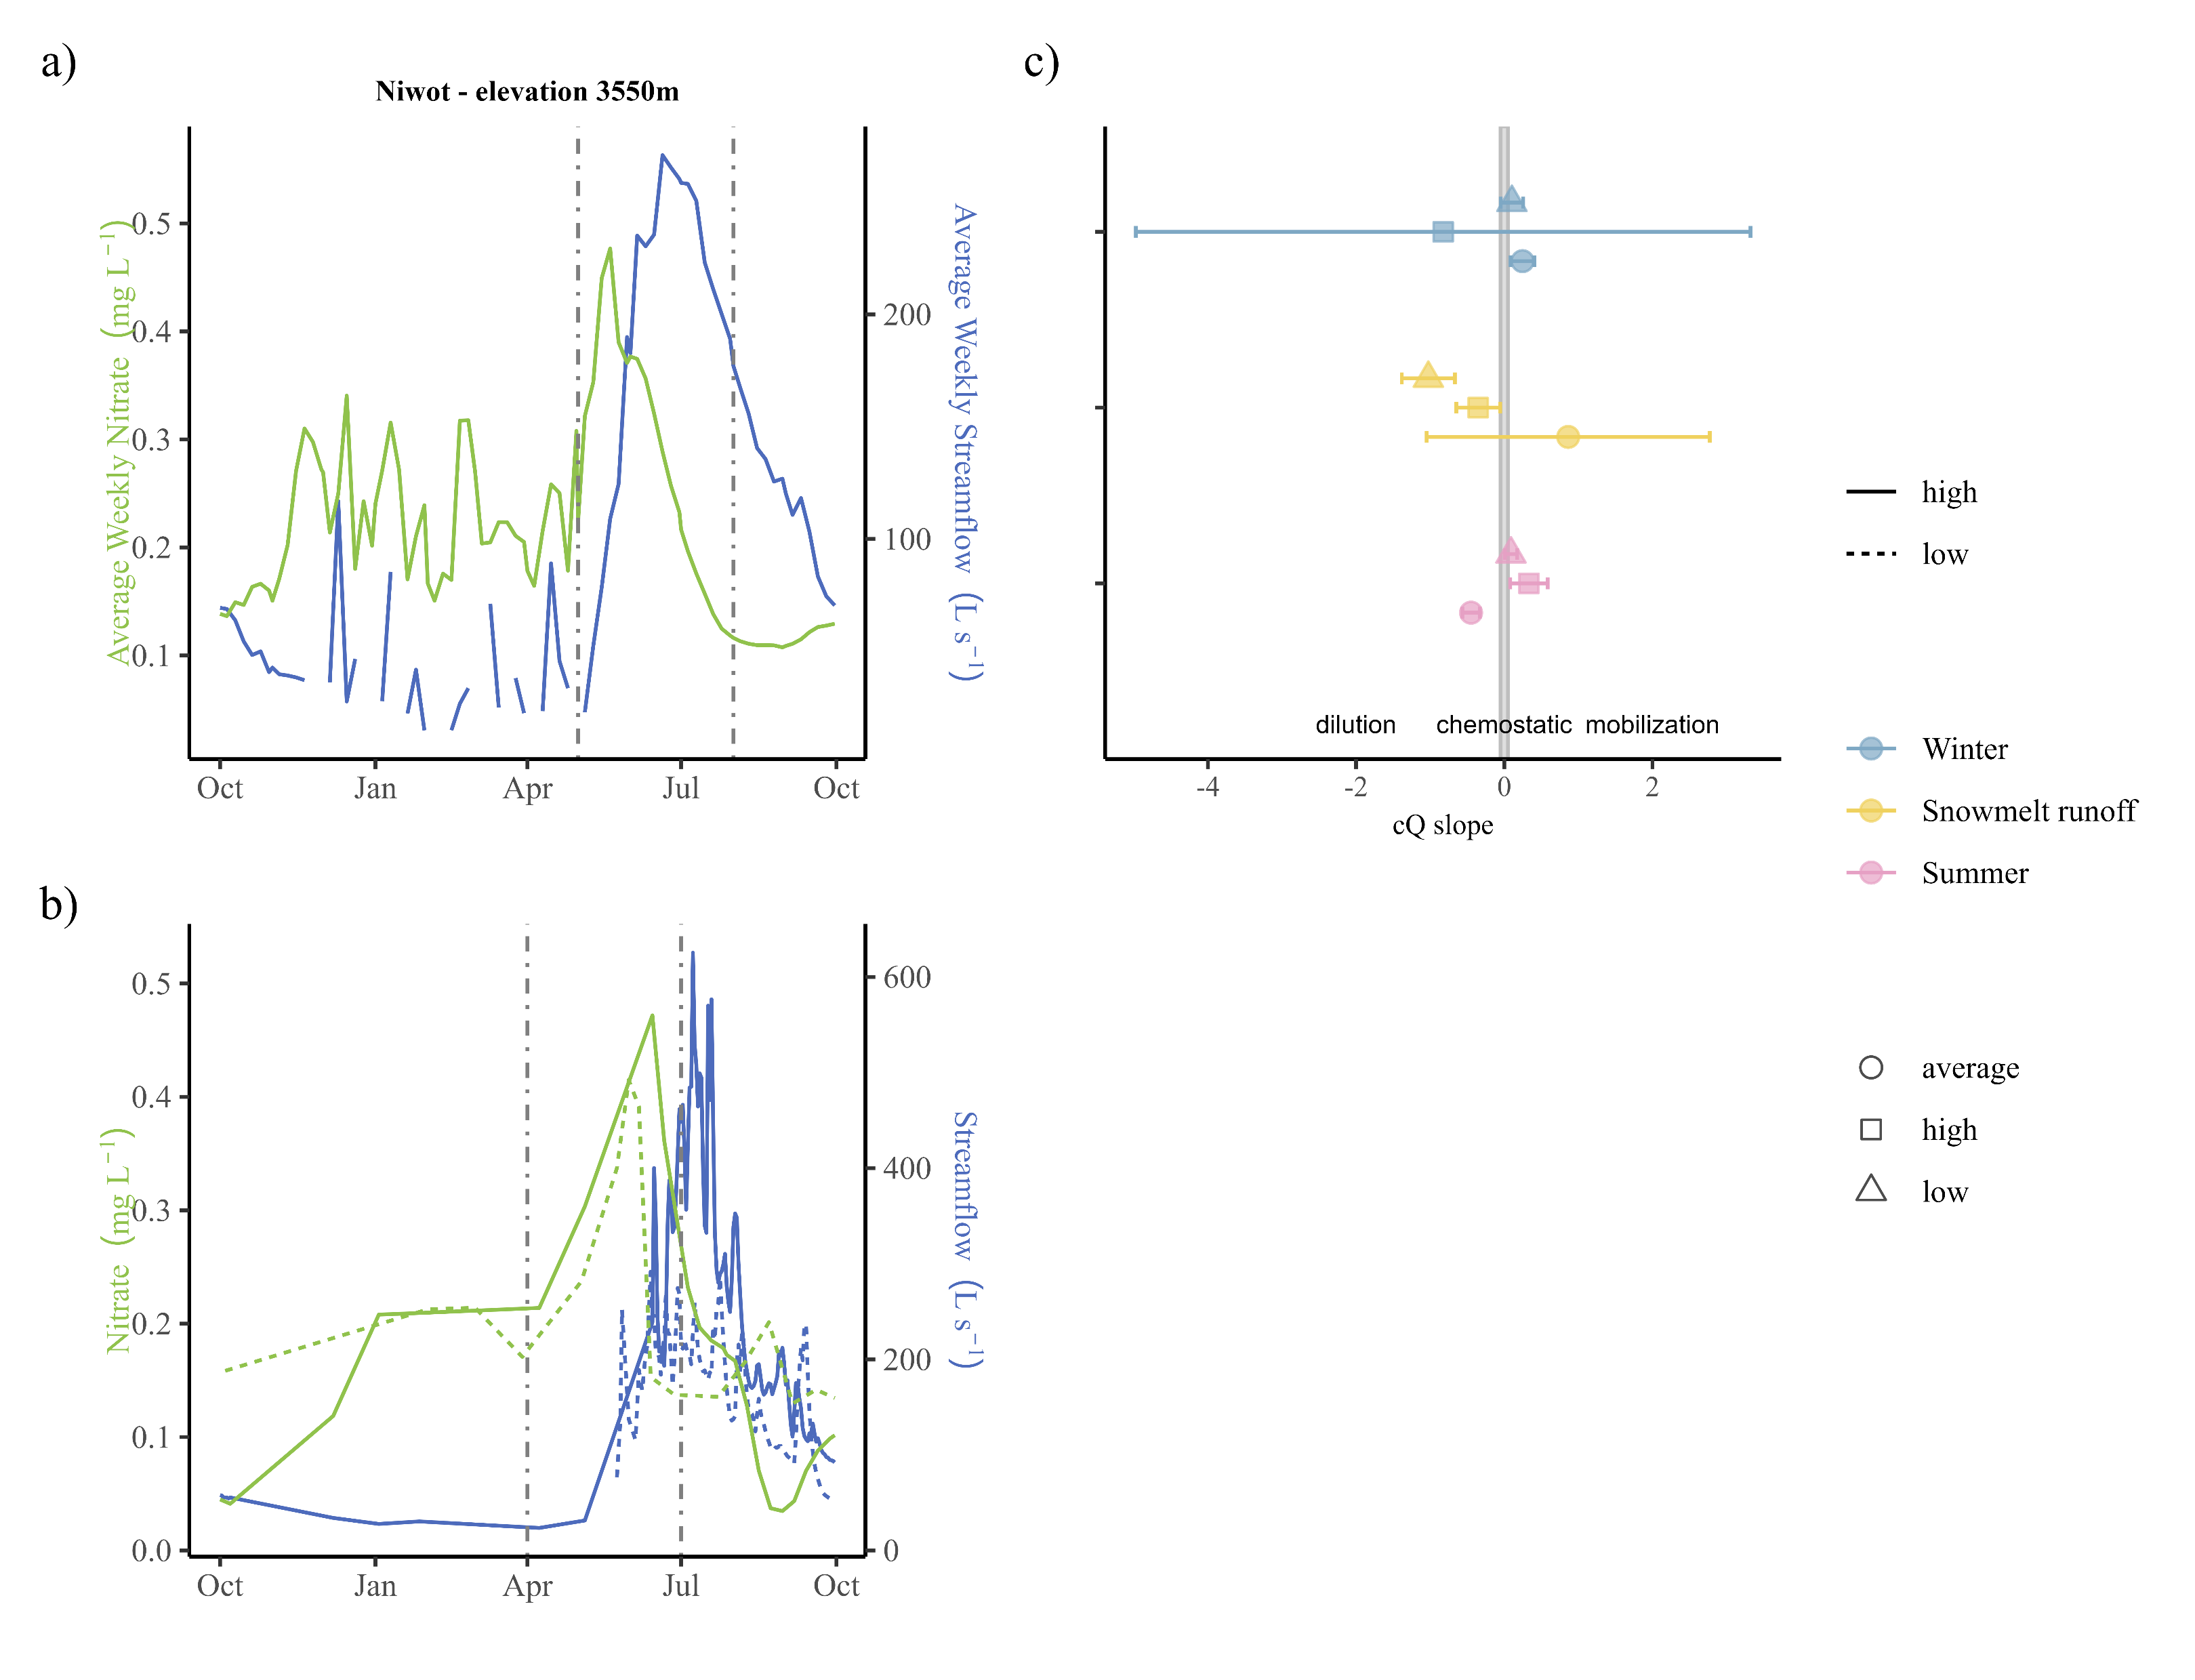 a)
Niwot - elevation 3550m
Average Weekly Nitrate (mg L⁻¹)
0.5
0.4
0.3
0.2
0.1
200
100
Average Weekly Streamflow (L s⁻¹)
Oct Jan Apr Jul Oct
b)
Nitrate (mg L⁻¹)
0.5
0.4
0.3
0.2
0.1
0.0
600
400
200
0
Streamflow (L s⁻¹)
Oct Jan Apr Jul Oct
c)
dilution chemostatic mobilization
-4 -2 0 2
cQ slope
high
low
Winter
Snowmelt runoff
Summer
average
high
low